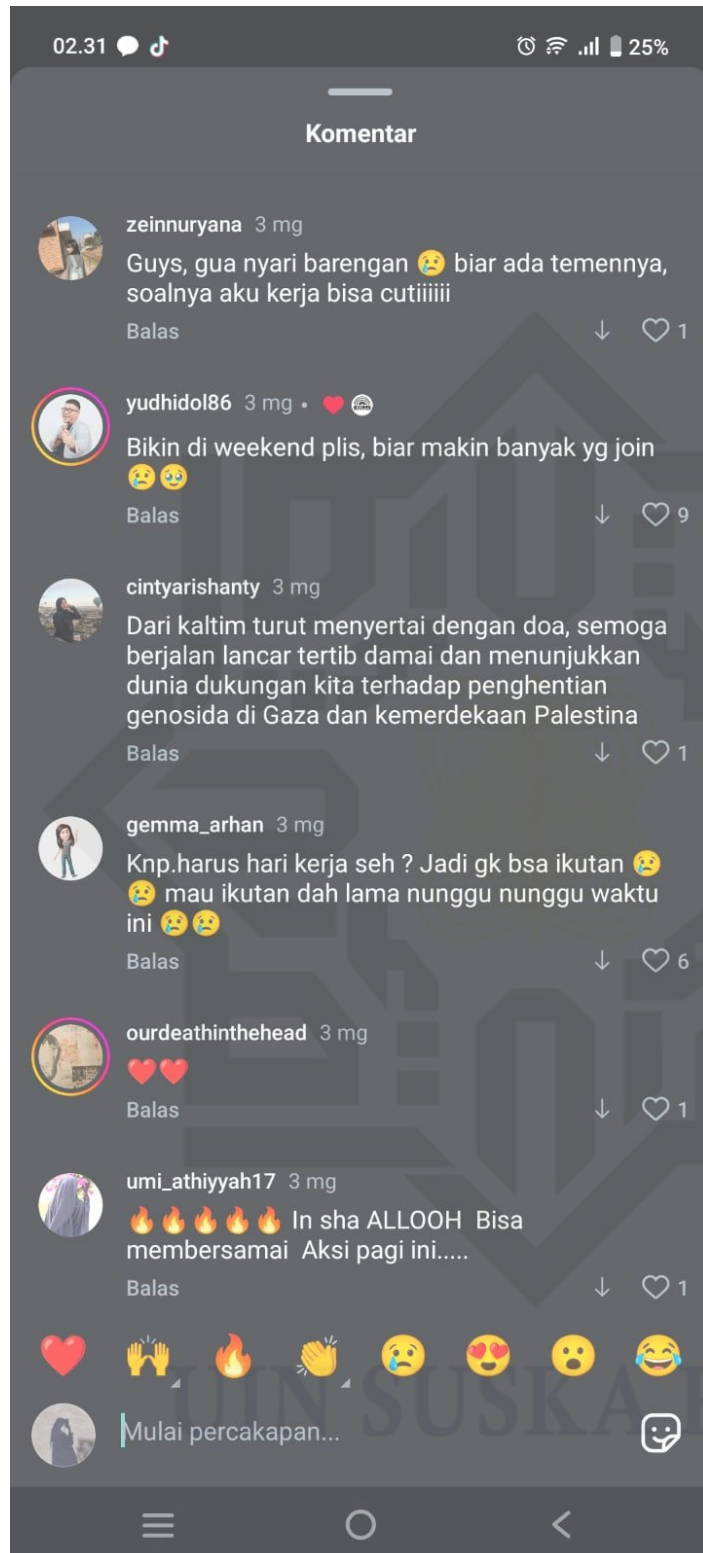 02.31 25%
Komentar
zeinnuryana 3 mg
Guys, gua nyari barengan 😢 biar ada temennya,
soalnya aku kerja bisa cutiiiiii
Balas 1
yudhidol86 3 mg •
Bikin di weekend plis, biar makin banyak yg join
😢🥹
Balas 9
cintyarishanty 3 mg
Dari kaltim turut menyertai dengan doa, semoga
berjalan lancar tertib damai dan menunjukkan
dunia dukungan kita terhadap penghentian
genosida di Gaza dan kemerdekaan Palestina
Balas 1
gemma_arhan 3 mg
Knp.harus hari kerja seh ? Jadi gk bsa ikutan 😢
😢 mau ikutan dah lama nunggu nunggu waktu
ini 😢😢
Balas 6
ourdeathinthehead 3 mg
❤️❤️
Balas 1
umi_athiyyah17 3 mg
🔥🔥🔥🔥🔥 In sha ALLOOH Bisa
membersamai Aksi pagi ini.....
Balas 1
UIN SUSKA
Mulai percakapan...